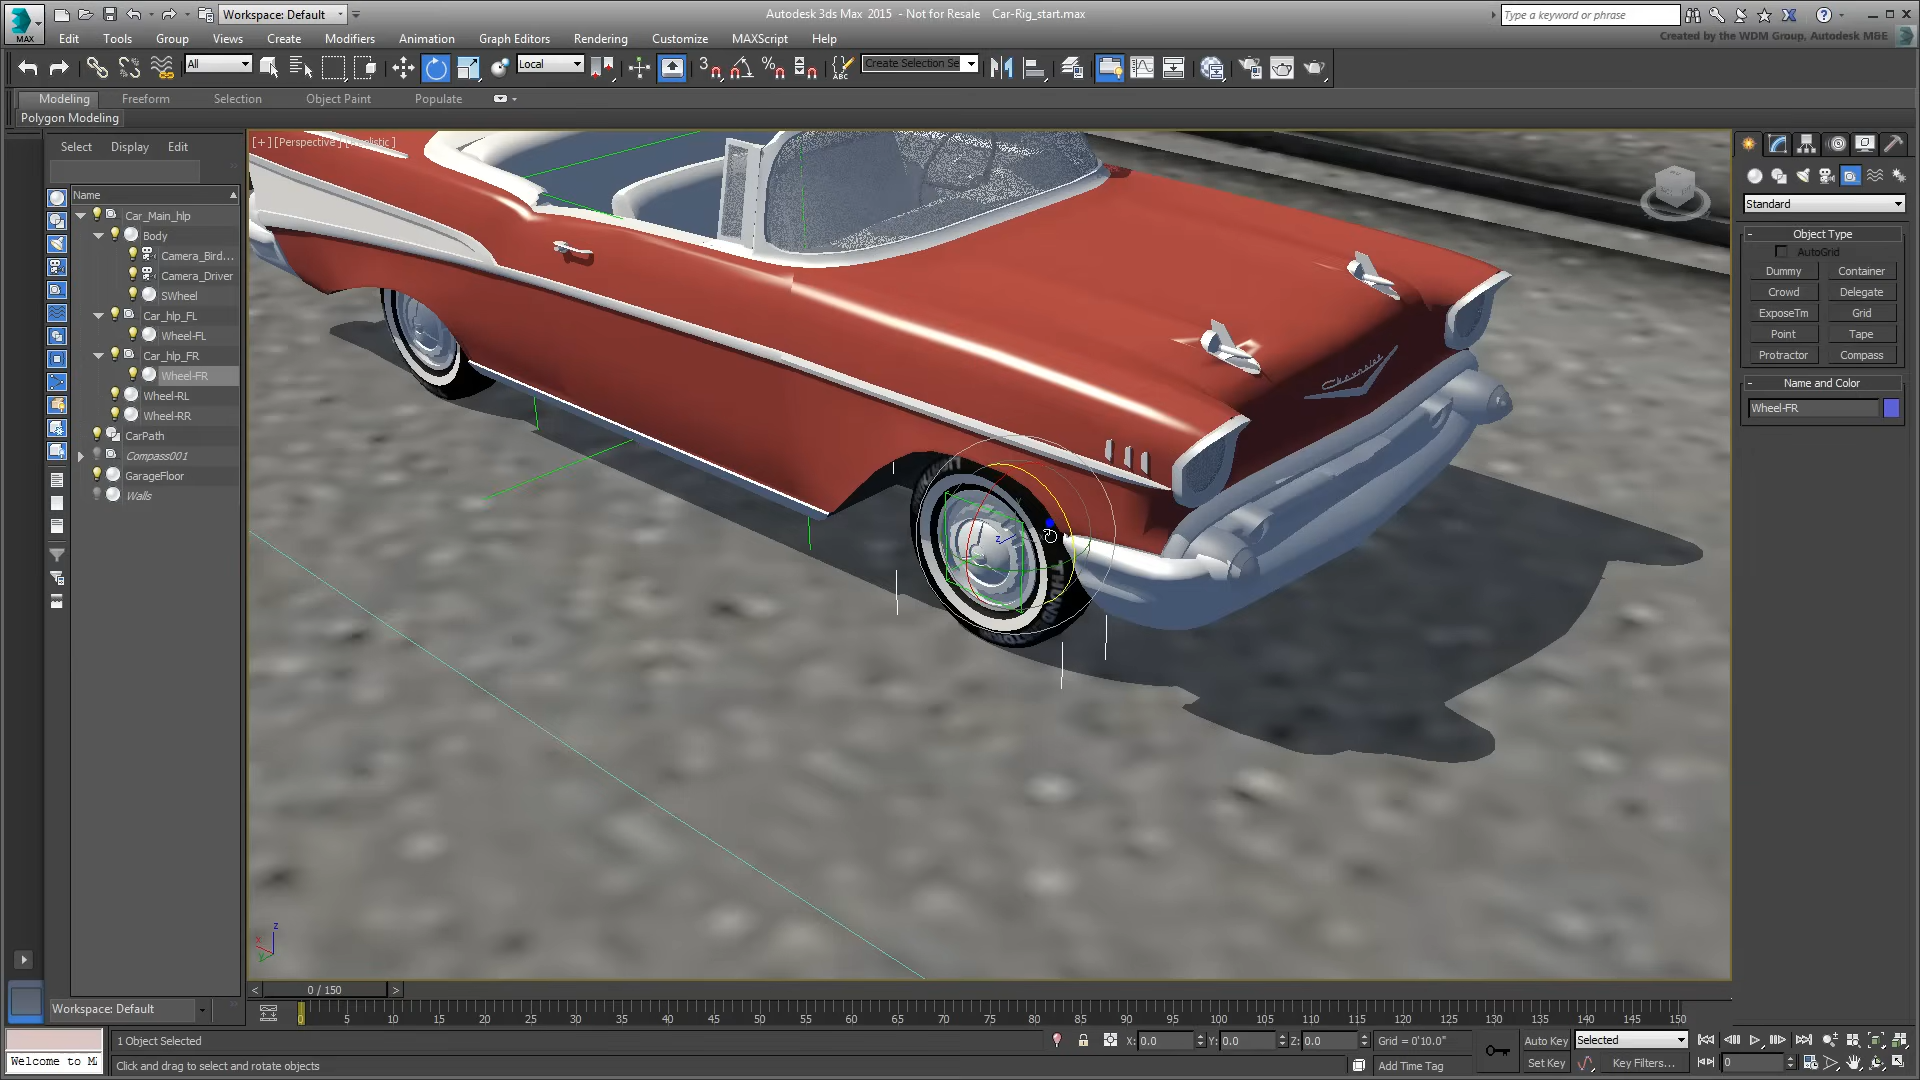 Workspace: Default
Autodesk 3ds Max 2015 - Not for Resale Car-Rig_start.max
Type a keyword or phrase
MAX
Edit Tools Group Views Create Modifiers Animation Graph Editors Rendering Customize MAXScript Help
Created by the WDM Group, Autodesk M&E
All
Local
3
ABC
Create Selection Se
Modeling Freeform Selection Object Paint Populate
Polygon Modeling
Select Display Edit
[+] [Perspective] [Realistic]
Name
Car_Main_hlp
Body
Camera_Bird...
Camera_Driver
SWheel
Car_hlp_FL
Wheel-FL
Car_hlp_FR
Wheel-FR
Wheel-RL
Wheel-RR
CarPath
Compass001
GarageFloor
Walls
Chevrolet
z
z
x
y
Standard
- Object Type
AutoGrid
Dummy Container
Crowd Delegate
ExposeTm Grid
Point Tape
Protractor Compass
- Name and Color
Wheel-FR
< 0 / 150 >
Workspace: Default
0 5 10 15 20 25 30 35 40 45 50 55 60 65 70 75 80 85 90 95 100 105 110 115 120 125 130 135 140 145 150
1 Object Selected
X: 0.0 Y: 0.0 Z: 0.0 Grid = 0'10.0"
Auto Key Selected
Welcome to M
Click and drag to select and rotate objects
Add Time Tag
Set Key Key Filters... 0